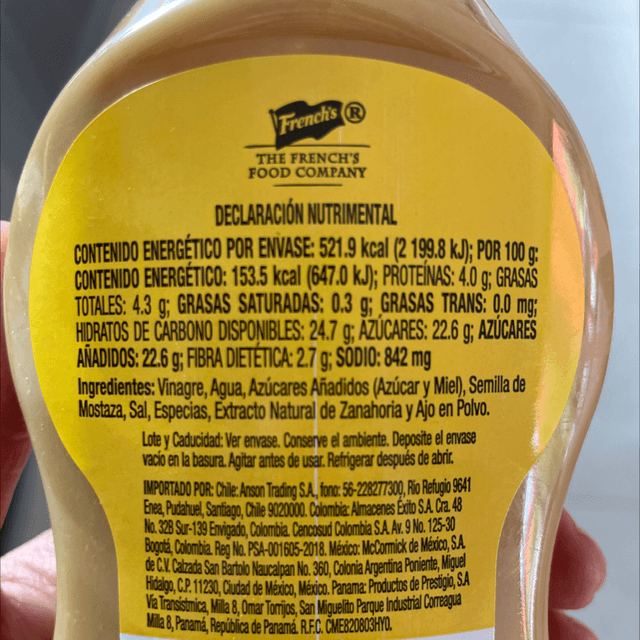 French's ®
THE FRENCH'S
FOOD COMPANY
DECLARACIÓN NUTRIMENTAL
CONTENIDO ENERGÉTICO POR ENVASE: 521.9 kcal (2 199.8 kJ); POR 100 g:
CONTENIDO ENERGÉTICO: 153.5 kcal (647.0 kJ); PROTEÍNAS: 4.0 g; GRASAS
TOTALES: 4.3 g; GRASAS SATURADAS: 0.3 g; GRASAS TRANS: 0.0 mg;
HIDRATOS DE CARBONO DISPONIBLES: 24.7 g; AZÚCARES: 22.6 g; AZÚCARES
AÑADIDOS: 22.6 g; FIBRA DIETÉTICA: 2.7 g; SODIO: 842 mg
Ingredientes: Vinagre, Agua, Azúcares Añadidos (Azúcar y Miel), Semilla de
Mostaza, Sal, Especias, Extracto Natural de Zanahoria y Ajo en Polvo.
Lote y Caducidad: Ver envase. Conserve el ambiente. Deposite el envase
vacío en la basura. Agitar antes de usar. Refrigerar después de abrir.
IMPORTADO POR: Chile: Anson Trading S.A., fono: 56-228277300, Rio Refugio 9641
Enea, Pudahuel, Santiago, Chile 9020000. Colombia: Almacenes Éxito S.A. Cra. 48
No. 32B Sur-139 Envigado, Colombia. Cencosud Colombia S.A. Av. 9 No. 125-30
Bogotá, Colombia. Reg No. PSA-001605-2018. México: McCormick de México, S.A.
de C.V. Calzada San Bartolo Naucalpan No. 360, Colonia Argentina Poniente, Miguel
Hidalgo, C.P. 11230, Ciudad de México, México. Panama: Productos de Prestigio, S.A
Vía Transistmica, Milla 8, Omar Torrijos, San Miguelito Parque Industrial Correagua
Milla 8, Panamá, República de Panamá. R.F.C. CME820803HY0.